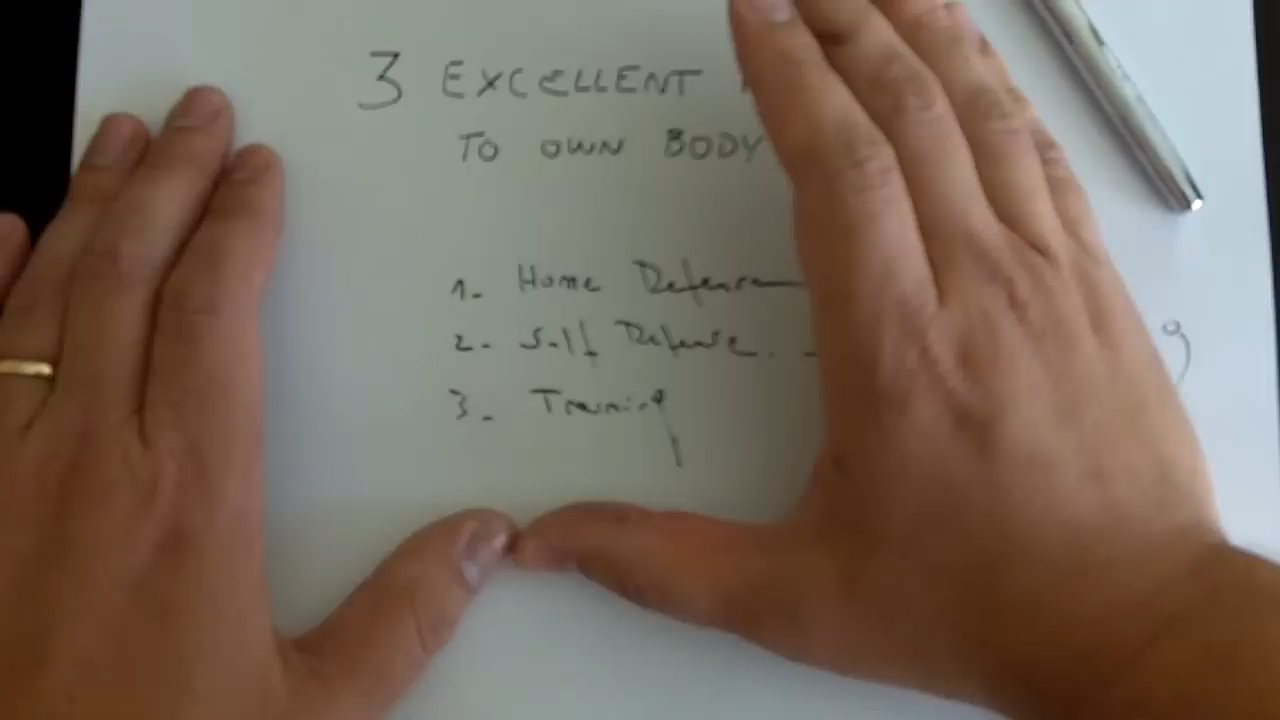 3 EXCELLENT
TO OWN BODY
1- Home Defense
2- Self Defense. -
3- Training